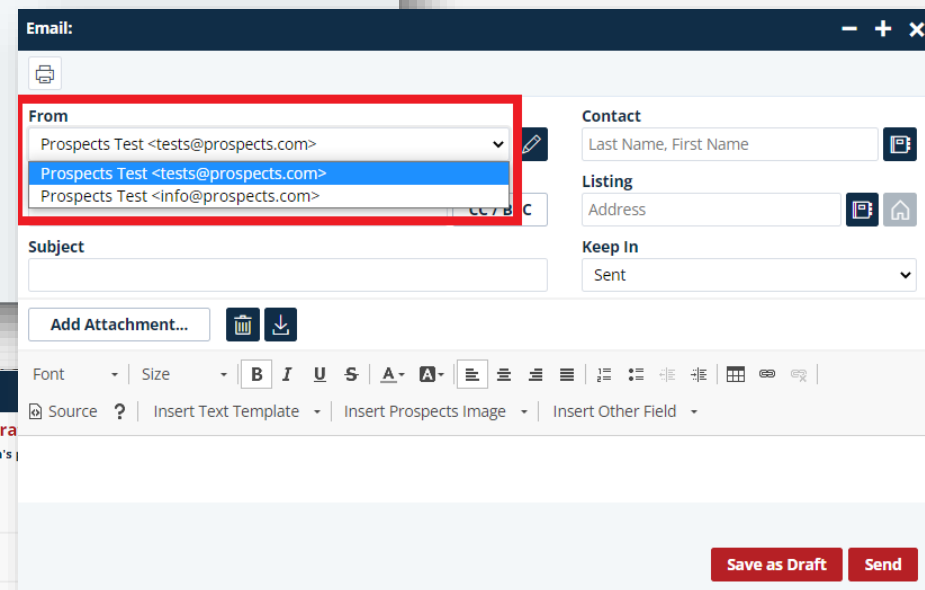 Email:
From
Prospects Test <tests@prospects.com>
Prospects Test <tests@prospects.com>
Prospects Test <info@prospects.com>
CC / B C
Subject
Contact
Last Name, First Name
Listing
Address
Keep In
Sent
Add Attachment...
Font Size B I U S A A
Source ? Insert Text Template Insert Prospects Image Insert Other Field
ra
's p
Save as Draft Send